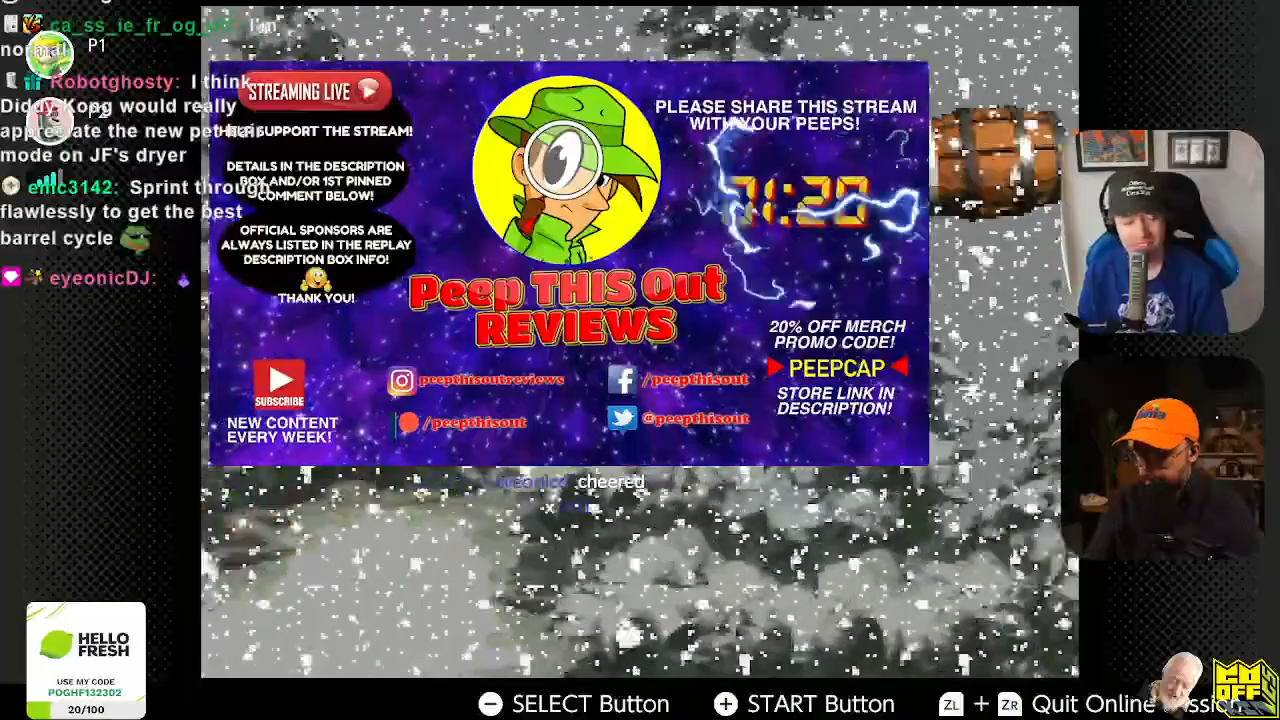 ca_ss_ie_fr_og_
normal
P1
Robotghosty: I think
Diddy Kong would really
P2
appreciate the new pet hair
mode on JF's dryer
emc3142: Sprint through
flawlessly to get the best
barrel cycle
eyeonicDJ:
STREAMING LIVE
HELP SUPPORT THE STREAM!
DETAILS IN THE DESCRIPTION
BOX AND/OR 1ST PINNED
COMMENT BELOW!
OFFICIAL SPONSORS ARE
ALWAYS LISTED IN THE REPLAY
DESCRIPTION BOX INFO!
THANK YOU!
PLEASE SHARE THIS STREAM
WITH YOUR PEEPS!
Peep THIS Out
REVIEWS
20% OFF MERCH
PROMO CODE!
PEEPCAP
STORE LINK IN
DESCRIPTION!
SUBSCRIBE
NEW CONTENT
EVERY WEEK!
peepthisoutreviews
/peepthisout
/peepthisout
@peepthisout
cheered
x
HELLO
FRESH
USE MY CODE
POGHF132302
20/100
SELECT Button
START Button
ZL + ZR Quit Online